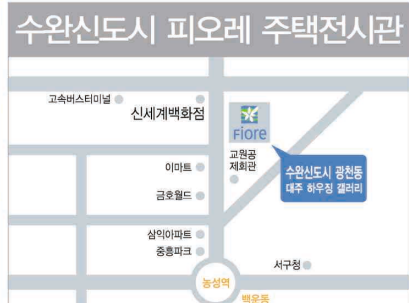 수완신도시 피오레 주택전시관
고속버스터미널
신세계백화점
Fiore
교원공
제회관
수완신도시 광천동
대주 하우징 갤러리
이마트
금호월드
삼익아파트
중흥파크
서구청
농성역
백운동